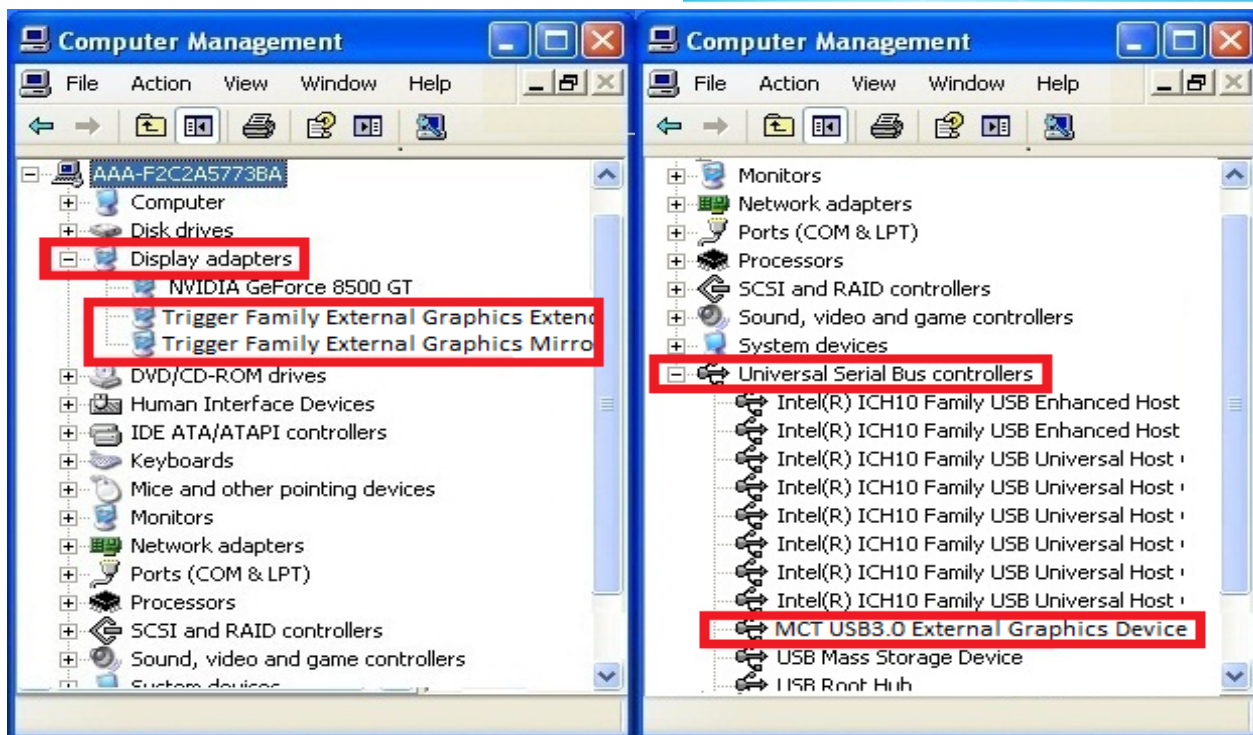 Computer Management
File Action View Window Help
AAA-F2C2A5773BA
Computer
Disk drives
Display adapters
NVIDIA GeForce 8500 GT
Trigger Family External Graphics Extend
Trigger Family External Graphics Mirro
DVD/CD-ROM drives
Human Interface Devices
IDE ATA/ATAPI controllers
Keyboards
Mice and other pointing devices
Monitors
Network adapters
Ports (COM & LPT)
Processors
SCSI and RAID controllers
Sound, video and game controllers
System devices
Computer Management
File Action View Window Help
Monitors
Network adapters
Ports (COM & LPT)
Processors
SCSI and RAID controllers
Sound, video and game controllers
System devices
Universal Serial Bus controllers
Intel(R) ICH10 Family USB Enhanced Host
Intel(R) ICH10 Family USB Enhanced Host
Intel(R) ICH10 Family USB Universal Host
Intel(R) ICH10 Family USB Universal Host
Intel(R) ICH10 Family USB Universal Host
Intel(R) ICH10 Family USB Universal Host
Intel(R) ICH10 Family USB Universal Host
Intel(R) ICH10 Family USB Universal Host
MCT USB3.0 External Graphics Device
USB Mass Storage Device
USB Root Hub